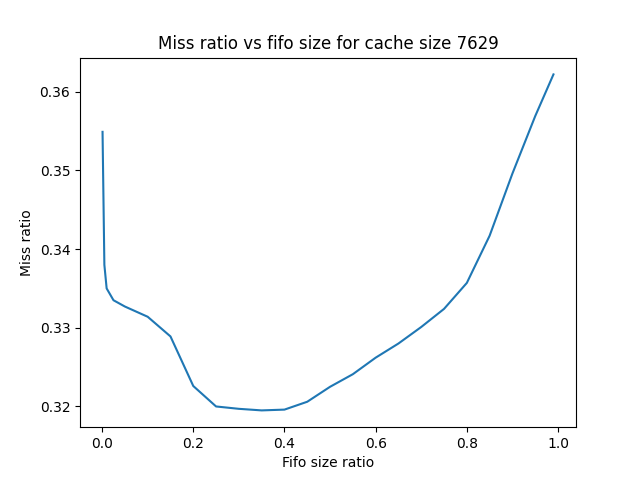 Miss ratio vs fifo size for cache size 7629
0.36
0.35
0.34
0.33
0.32
Miss ratio
0.0 0.2 0.4 0.6 0.8 1.0
Fifo size ratio